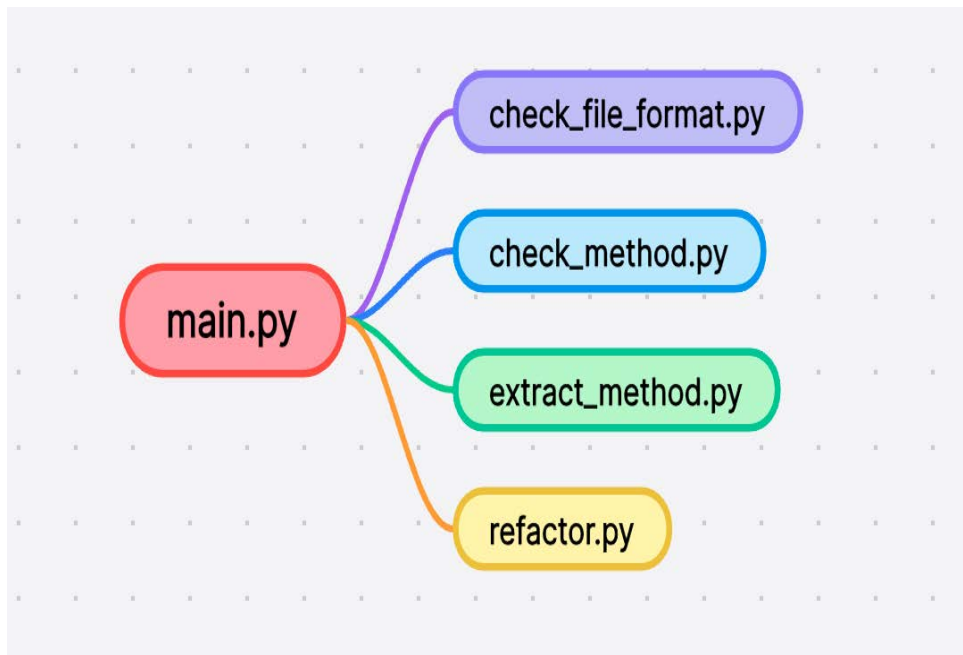 check_file_format.py
check_method.py
main.py
extract_method.py
refactor.py